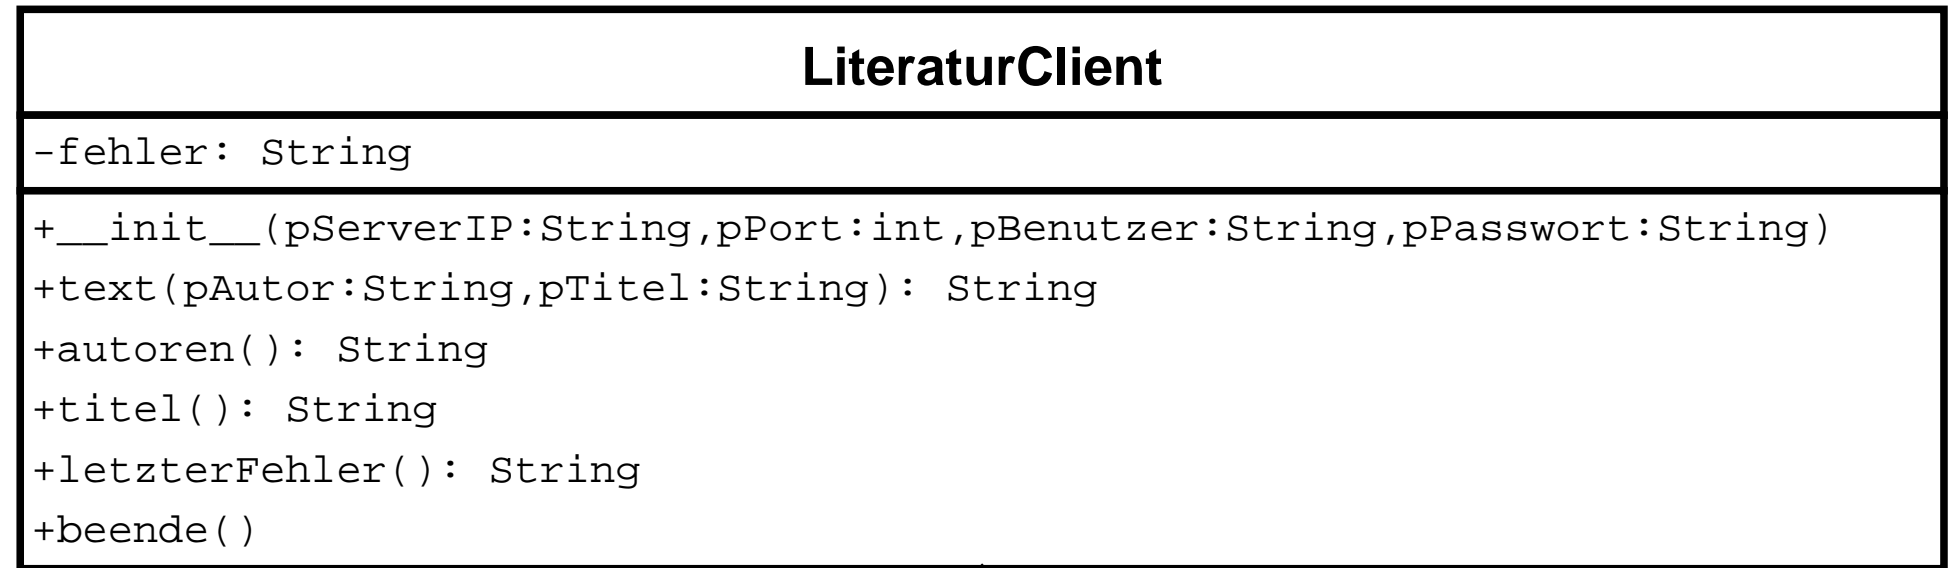 LiteraturClient
-fehler: String
+__init__(pServerIP:String,pPort:int,pBenutzer:String,pPasswort:String)
+text(pAutor:String,pTitel:String): String
+autoren(): String
+titel(): String
+letzterFehler(): String
+beende()